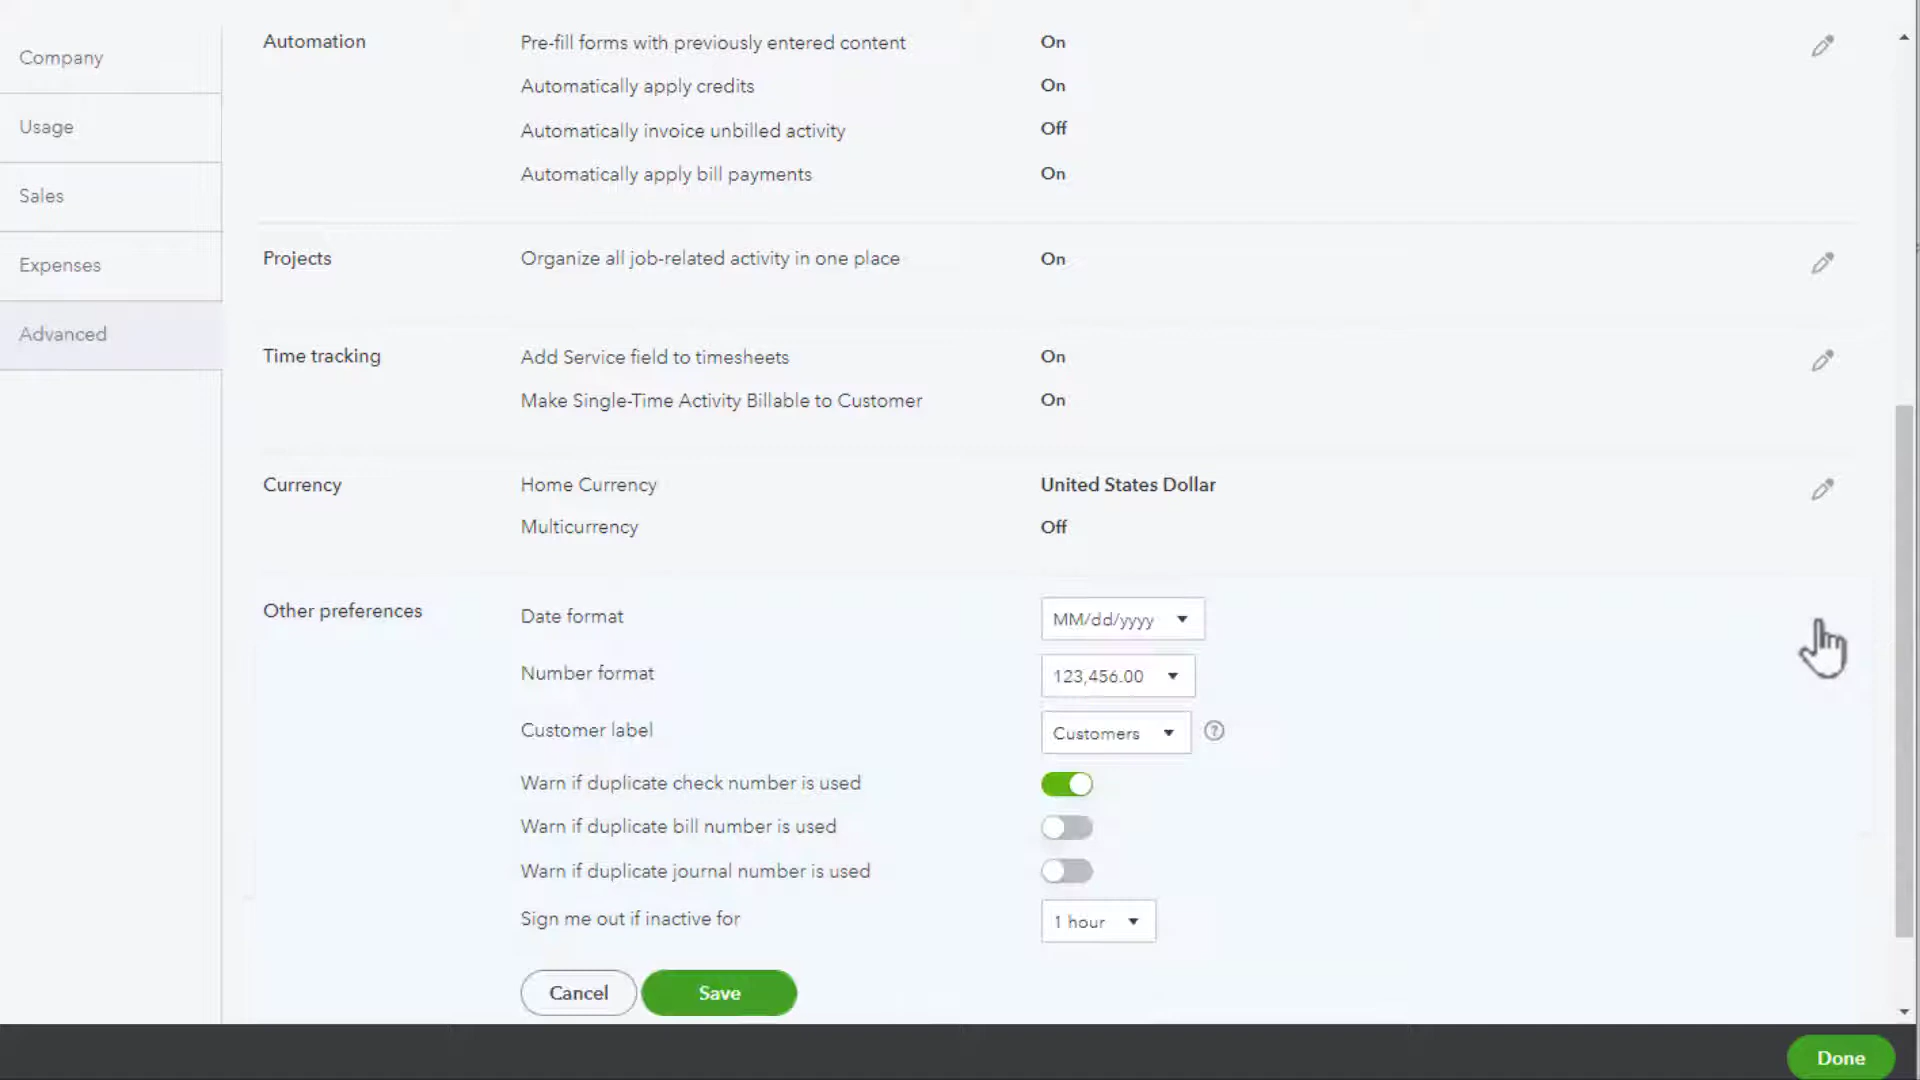 Company
Usage
Sales
Expenses
Advanced
Automation
Pre-fill forms with previously entered content On
Automatically apply credits On
Automatically invoice unbilled activity Off
Automatically apply bill payments On
Projects Organize all job-related activity in one place On
Time tracking Add Service field to timesheets On
Make Single-Time Activity Billable to Customer On
Currency Home Currency United States Dollar
Multicurrency Off
Other preferences Date format MM/dd/yyyy
Number format 123,456.00
Customer label Customers ?
Warn if duplicate check number is used
Warn if duplicate bill number is used
Warn if duplicate journal number is used
Sign me out if inactive for 1 hour
Cancel Save
Done